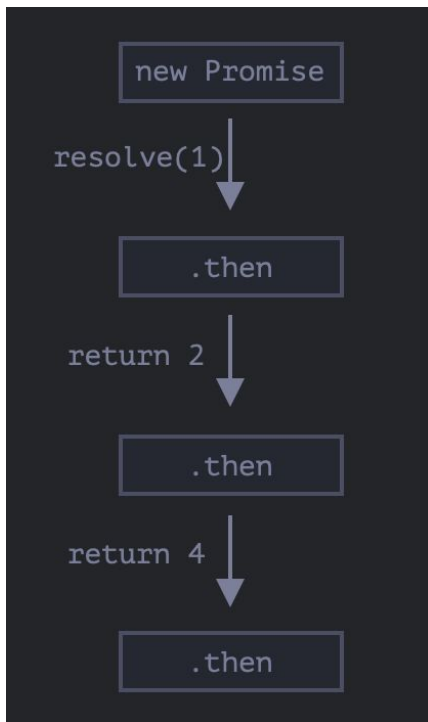 new Promise
resolve(1)
.then
return 2
.then
return 4
.then